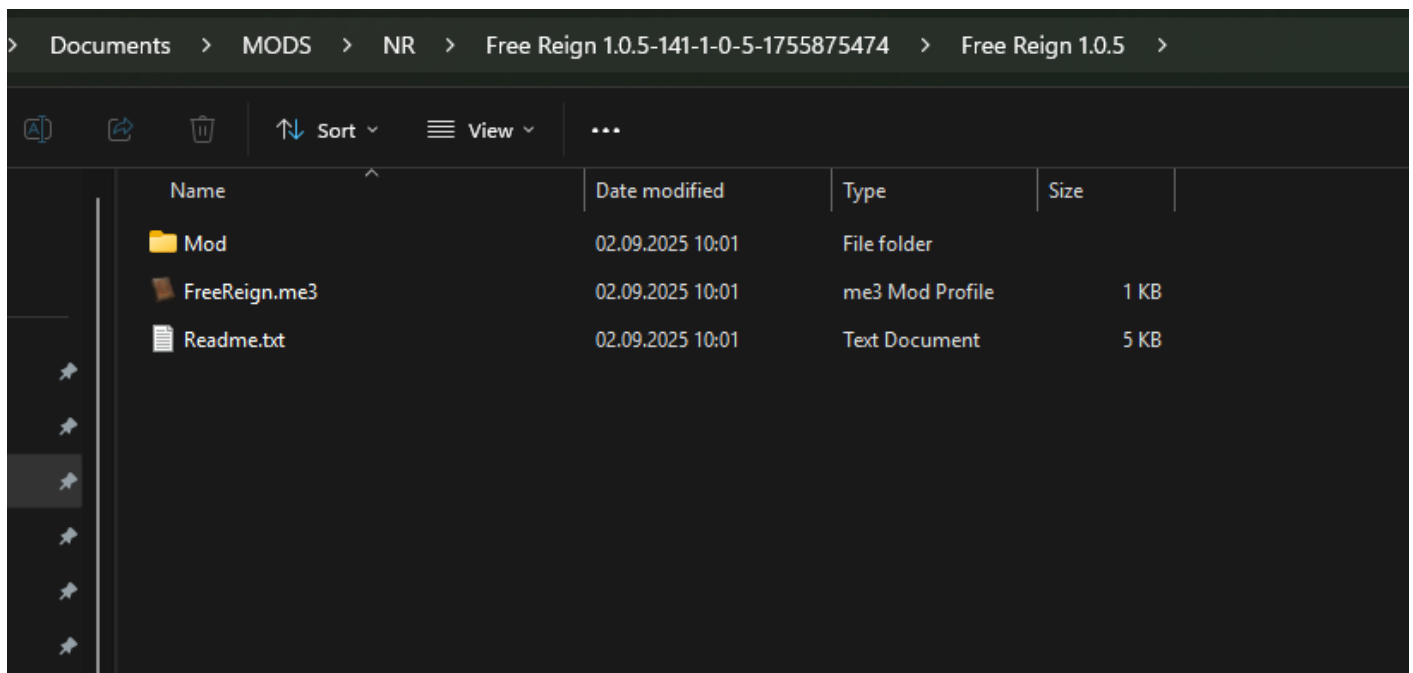 Documents > MODS > NR > Free Reign 1.0.5-141-1-0-5-1755875474 > Free Reign 1.0.5 >
Sort View ...
Name Date modified Type Size
Mod 02.09.2025 10:01 File folder
FreeReign.me3 02.09.2025 10:01 me3 Mod Profile 1 KB
Readme.txt 02.09.2025 10:01 Text Document 5 KB